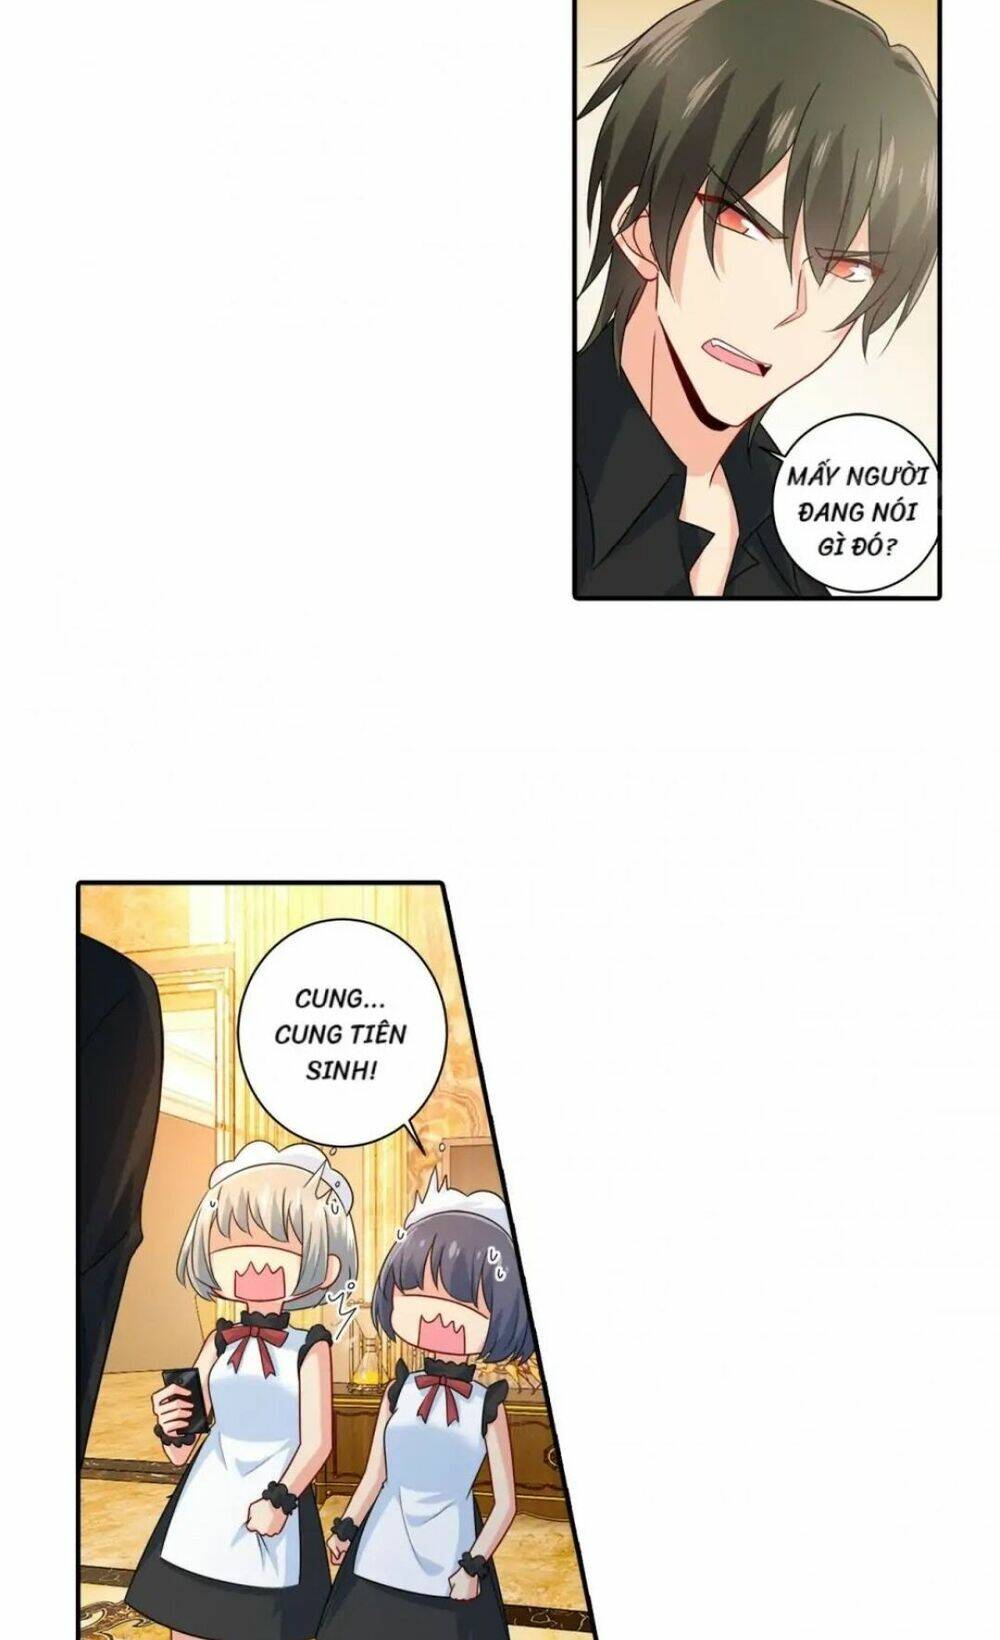 MẤY NGƯỜI
ĐANG NÓI
GÌ ĐÓ?
CUNG...
CUNG TIÊN
SINH!